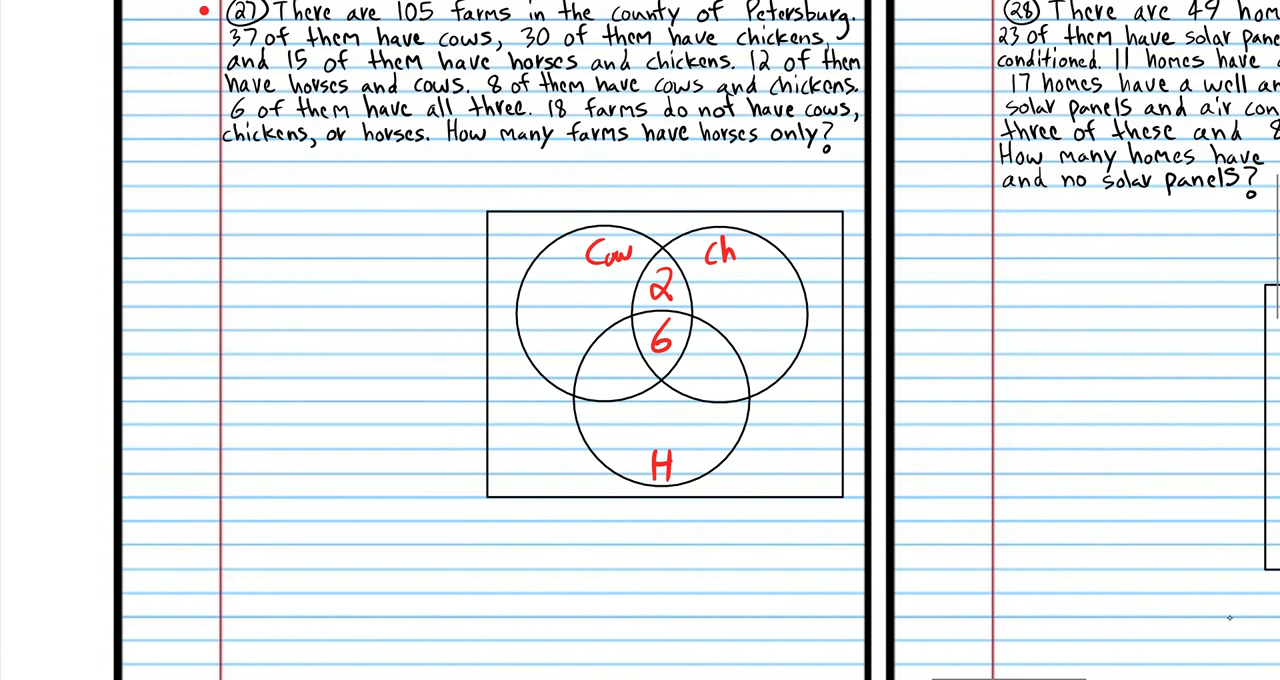 (27) There are 105 farms in the county of Petersburg.
37 of them have cows, 30 of them have chickens,
and 15 of them have horses and chickens. 12 of them
have horses and cows. 8 of them have cows and chickens.
6 of them have all three. 18 farms do not have cows,
chickens, or horses. How many farms have horses only?
Cow
Ch
2
6
H
(28) There are 49 hom
23 of them have solar pane
conditioned. 11 homes have
17 homes have a well an
solar panels and air con
three of these and 8
How many homes have
and no solar panels?